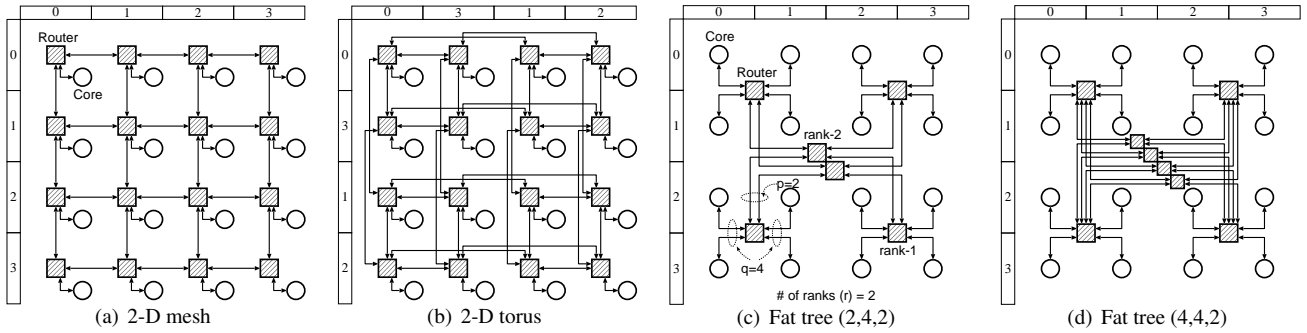 0 1 2 3
0
1
2
3
Router
Core
(a) 2-D mesh
0 3 1 2
0
3
1
2
(b) 2-D torus
0 1 2 3
0
1
2
3
Core
Router
rank-2
p=2
q=4
rank-1
# of ranks (r) = 2
(c) Fat tree (2,4,2)
0 1 2 3
0
1
2
3
(d) Fat tree (4,4,2)